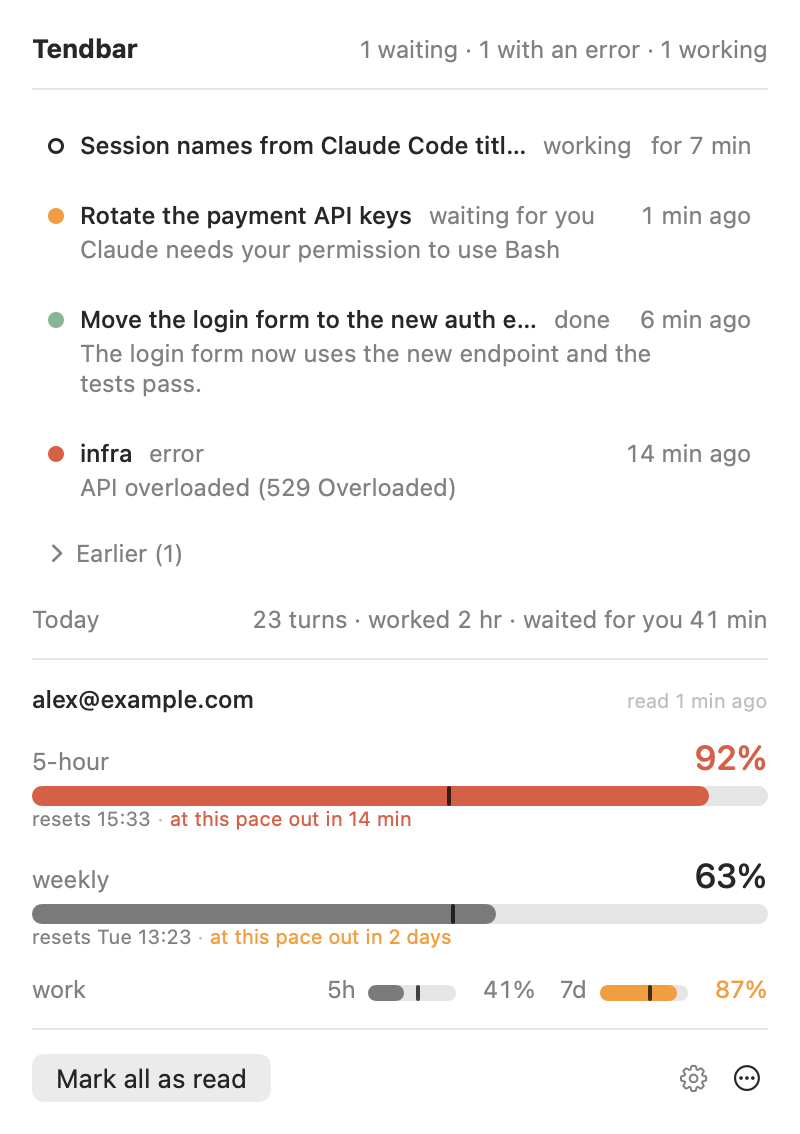 Tendbar 1 waiting · 1 with an error · 1 working
Session names from Claude Code titl... working for 7 min
Rotate the payment API keys waiting for you 1 min ago
Claude needs your permission to use Bash
Move the login form to the new auth e... done 6 min ago
The login form now uses the new endpoint and the
tests pass.
infra error 14 min ago
API overloaded (529 Overloaded)
Earlier (1)
Today 23 turns · worked 2 hr · waited for you 41 min
alex@example.com read 1 min ago
5-hour 92%
resets 15:33 · at this pace out in 14 min
weekly 63%
resets Tue 13:23 · at this pace out in 2 days
work 5h 41% 7d 87%
Mark all as read